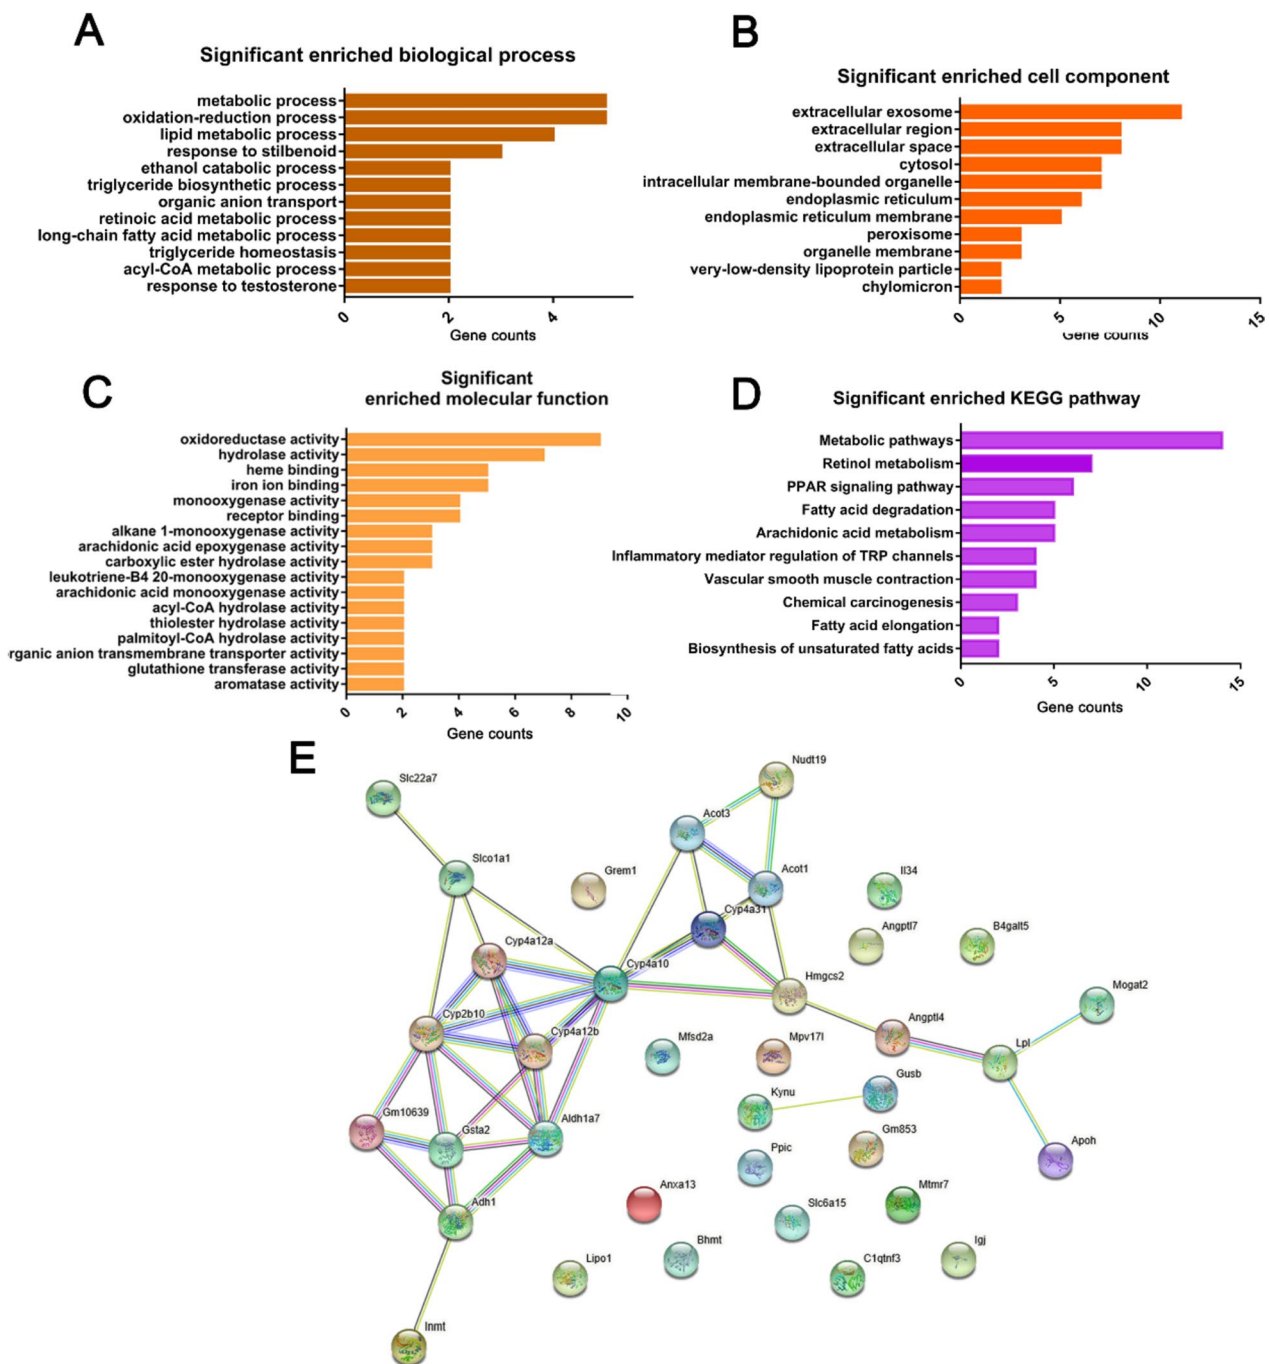 A
Significant enriched biological process
metabolic process
oxidation-reduction process
lipid metabolic process
response to stilbenoid
ethanol catabolic process
triglyceride biosynthetic process
organic anion transport
retinoic acid metabolic process
long-chain fatty acid metabolic process
triglyceride homeostasis
acyl-CoA metabolic process
response to testosterone
0
2
4
Gene counts
B
Significant enriched cell component
extracellular exosome
extracellular region
extracellular space
cytosol
intracellular membrane-bounded organelle
endoplasmic reticulum
endoplasmic reticulum membrane
peroxisome
organelle membrane
very-low-density lipoprotein particle
chylomicron
0
5
10
15
Gene counts
C
Significant
enriched molecular function
oxidoreductase activity
hydrolase activity
heme binding
iron ion binding
monooxygenase activity
receptor binding
alkane 1-monooxygenase activity
arachidonic acid epoxygenase activity
carboxylic ester hydrolase activity
leukotriene-B4 20-monooxygenase activity
arachidonic acid monooxygenase activity
acyl-CoA hydrolase activity
thiolester hydrolase activity
palmitoyl-CoA hydrolase activity
rganic anion transmembrane transporter activity
glutathione transferase activity
aromatase activity
0
2
4
6
8
10
Gene counts
D
Significant enriched KEGG pathway
Metabolic pathways
Retinol metabolism
PPAR signaling pathway
Fatty acid degradation
Arachidonic acid metabolism
Inflammatory mediator regulation of TRP channels
Vascular smooth muscle contraction
Chemical carcinogenesis
Fatty acid elongation
Biosynthesis of unsaturated fatty acids
0
5
10
15
Gene counts
E
Nudt19
Slc22a7
Acot3
Slco1a1
Grem1
Acot1
Il34
Cyp4a31
Angptl7
B4galt5
Cyp4a12a
Cyp4a10
Hmgcs2
Mogat2
Cyp2b10
Cyp4a12b
Mfsd2a
Mpv17l
Angptl4
Lpl
Gusb
Kynu
Gm10639
Gsta2
Aldh1a7
Gm853
Apoh
Ppic
Anxa13
Slc6a15
Mtmr7
Adh1
Lipo1
Bhmt
C1qtnf3
Igj
Inmt